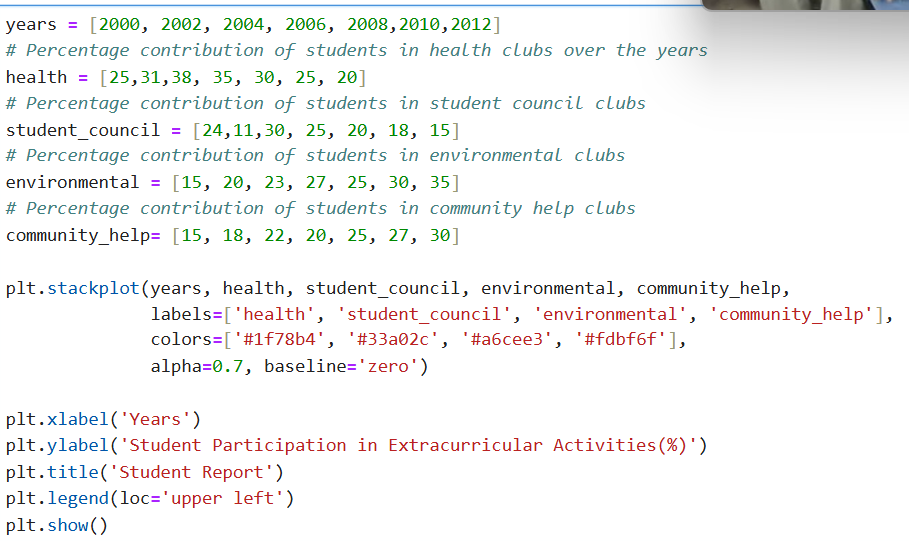 years = [2000, 2002, 2004, 2006, 2008,2010,2012]
# Percentage contribution of students in health clubs over the years
health = [25,31,38, 35, 30, 25, 20]
# Percentage contribution of students in student council clubs
student_council = [24,11,30, 25, 20, 18, 15]
# Percentage contribution of students in environmental clubs
environmental = [15, 20, 23, 27, 25, 30, 35]
# Percentage contribution of students in community help clubs
community_help= [15, 18, 22, 20, 25, 27, 30]
plt.stackplot(years, health, student_council, environmental, community_help,
labels=['health', 'student_council', 'environmental', 'community_help'],
colors=['#1f78b4', '#33a02c', '#a6cee3', '#fdbf6f'],
alpha=0.7, baseline='zero')
plt.xlabel('Years')
plt.ylabel('Student Participation in Extracurricular Activities(%)')
plt.title('Student Report')
plt.legend(loc='upper left')
plt.show()